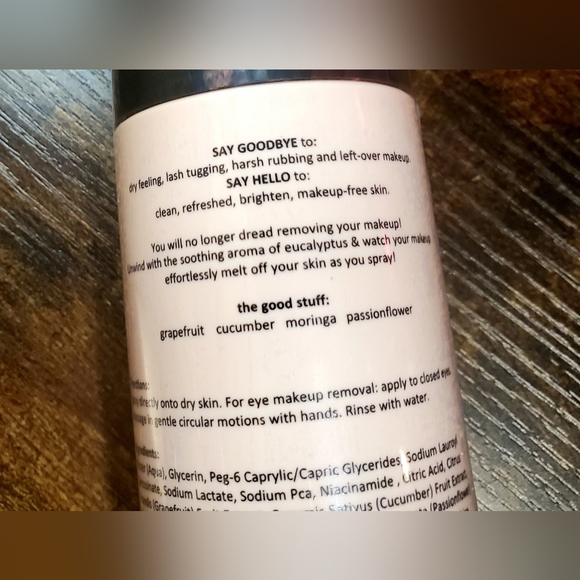 SAY GOODBYE to:
dry feeling, lash tugging, harsh rubbing and left-over makeup.
SAY HELLO to:
clean, refreshed, brighten, makeup-free skin.
You will no longer dread removing your makeup!
Unwind with the soothing aroma of eucalyptus & watch your makeup
effortlessly melt off your skin as you spray!
the good stuff:
grapefruit cucumber moringa passionflower
directly onto dry skin. For eye makeup removal: apply to closed eyes.
in gentle circular motions with hands. Rinse with water.
(Aqua), Glycerin, Peg-6 Caprylic/Capric Glycerides, Sodium Lauroyl
Sodium Lactate, Sodium Pca, Niacinamide , Citric Acid, Citrus
(Grapefruit) Sativus (Cucumber) Fruit Extract,
(Passionflower